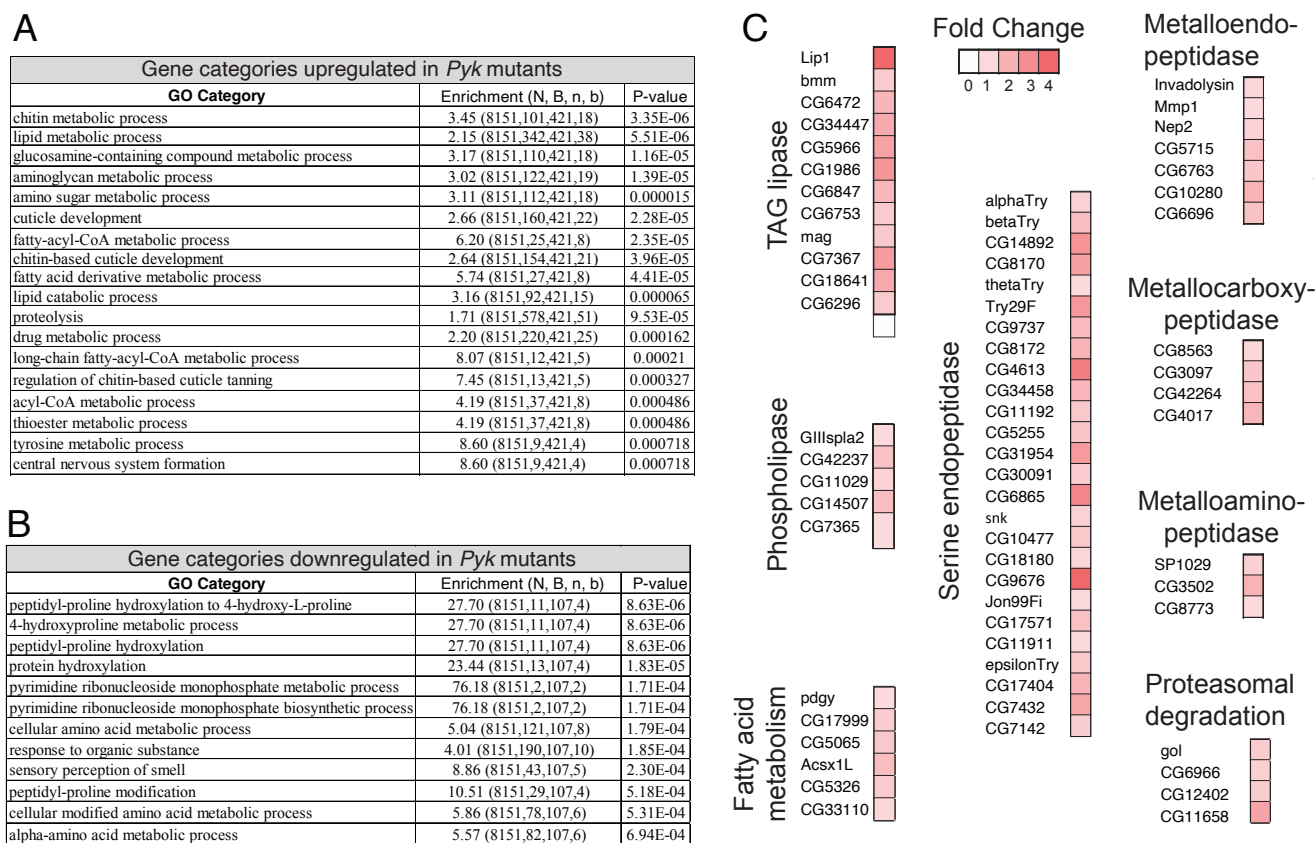 A
Gene categories upregulated in Pyk mutants
GO Category Enrichment (N, B, n, b) P-value
chitin metabolic process 3.45 (8151,101,421,18) 3.35E-06
lipid metabolic process 2.15 (8151,342,421,38) 5.51E-06
glucosamine-containing compound metabolic process 3.17 (8151,110,421,18) 1.16E-05
aminoglycan metabolic process 3.02 (8151,122,421,19) 1.39E-05
amino sugar metabolic process 3.11 (8151,112,421,18) 0.000015
cuticle development 2.66 (8151,160,421,22) 2.28E-05
fatty-acyl-CoA metabolic process 6.20 (8151,25,421,8) 2.35E-05
chitin-based cuticle development 2.64 (8151,154,421,21) 3.96E-05
fatty acid derivative metabolic process 5.74 (8151,27,421,8) 4.41E-05
lipid catabolic process 3.16 (8151,92,421,15) 0.000065
proteolysis 1.71 (8151,578,421,51) 9.53E-05
drug metabolic process 2.20 (8151,220,421,25) 0.000162
long-chain fatty-acyl-CoA metabolic process 8.07 (8151,12,421,5) 0.00021
regulation of chitin-based cuticle tanning 7.45 (8151,13,421,5) 0.000327
acyl-CoA metabolic process 4.19 (8151,37,421,8) 0.000486
thioester metabolic process 4.19 (8151,37,421,8) 0.000486
tyrosine metabolic process 8.60 (8151,9,421,4) 0.000718
central nervous system formation 8.60 (8151,9,421,4) 0.000718
B
Gene categories downregulated in Pyk mutants
GO Category Enrichment (N, B, n, b) P-value
peptidyl-proline hydroxylation to 4-hydroxy-L-proline 27.70 (8151,11,107,4) 8.63E-06
4-hydroxyproline metabolic process 27.70 (8151,11,107,4) 8.63E-06
peptidyl-proline hydroxylation 27.70 (8151,11,107,4) 8.63E-06
protein hydroxylation 23.44 (8151,13,107,4) 1.83E-05
pyrimidine ribonucleoside monophosphate metabolic process 76.18 (8151,2,107,2) 1.71E-04
pyrimidine ribonucleoside monophosphate biosynthetic process 76.18 (8151,2,107,2) 1.71E-04
cellular amino acid metabolic process 5.04 (8151,121,107,8) 1.79E-04
response to organic substance 4.01 (8151,190,107,10) 1.85E-04
sensory perception of smell 8.86 (8151,43,107,5) 2.30E-04
peptidyl-proline modification 10.51 (8151,29,107,4) 5.18E-04
cellular modified amino acid metabolic process 5.86 (8151,78,107,6) 5.31E-04
alpha-amino acid metabolic process 5.57 (8151,82,107,6) 6.94E-04
C
TAG lipase
Lip1
bmm
CG6472
CG34447
CG5966
CG1986
CG6847
CG6753
mag
CG7367
CG18641
CG6296
Phospholipase
GIIIspla2
CG42237
CG11029
CG14507
CG7365
Fatty acid
metabolism
pdgy
CG17999
CG5065
Acsx1L
CG5326
CG33110
Fold Change
0 1 2 3 4
Serine endopeptidase
alphaTry
betaTry
CG14892
CG8170
thetaTry
Try29F
CG9737
CG8172
CG4613
CG34458
CG11192
CG5255
CG31954
CG30091
CG6865
snk
CG10477
CG18180
CG9676
Jon99Fi
CG17571
CG11911
epsilonTry
CG17404
CG7432
CG7142
Metalloendo-
peptidase
Invadolysin
Mmp1
Nep2
CG5715
CG6763
CG10280
CG6696
Metallocarboxy-
peptidase
CG8563
CG3097
CG42264
CG4017
Metalloamino-
peptidase
SP1029
CG3502
CG8773
Proteasomal
degradation
gol
CG6966
CG12402
CG11658